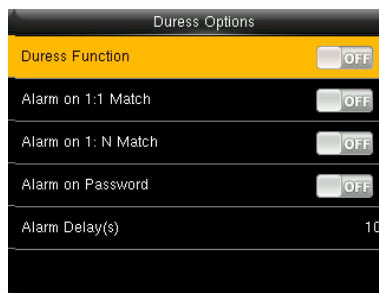 Duress Options
Duress Function OFF
Alarm on 1:1 Match OFF
Alarm on 1: N Match OFF
Alarm on Password OFF
Alarm Delay(s) 10